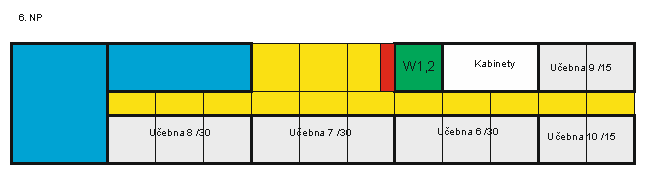 6. NP
W1,2
Kabinety
Učebna 9 /15
Učebna 8 /30
Učebna 7 /30
Učebna 6 /30
Učebna 10 /15